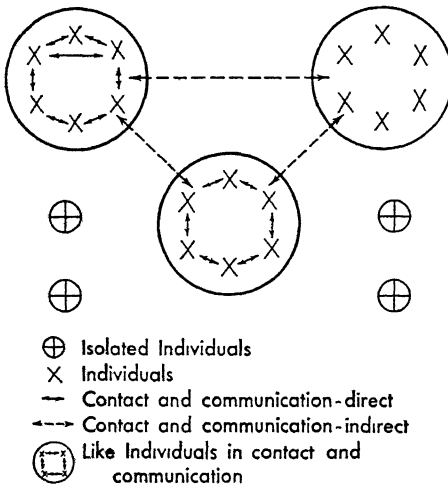 Isolated Individuals
X Individuals
Contact and communication-direct
Contact and communication-indirect
Like Individuals in contact and
communication